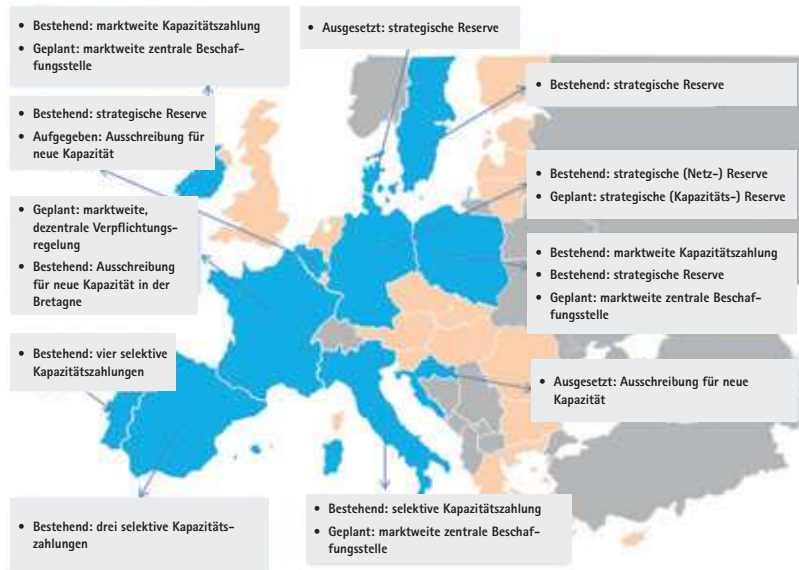 • Bestehend: marktweite Kapazitätszahlung
• Geplant: marktweite zentrale Beschaf-
fungsstelle
• Ausgesetzt: strategische Reserve
• Bestehend: strategische Reserve
• Bestehend: strategische Reserve
• Aufgegeben: Ausschreibung für
neue Kapazität
• Bestehend: strategische (Netz-) Reserve
• Geplant: strategische (Kapazitäts-) Reserve
• Geplant: marktweite,
dezentrale Verpflichtungs-
regelung
• Bestehend: Ausschreibung
für neue Kapazität in der
Bretagne
• Bestehend: marktweite Kapazitätszahlung
• Bestehend: strategische Reserve
• Geplant: marktweite zentrale Beschaf-
fungsstelle
• Bestehend: vier selektive
Kapazitätszahlungen
• Ausgesetzt: Ausschreibung für neue
Kapazität
• Bestehend: drei selektive Kapazitäts-
zahlungen
• Bestehend: selektive Kapazitätszahlung
• Geplant: marktweite zentrale Beschaf-
fungsstelle